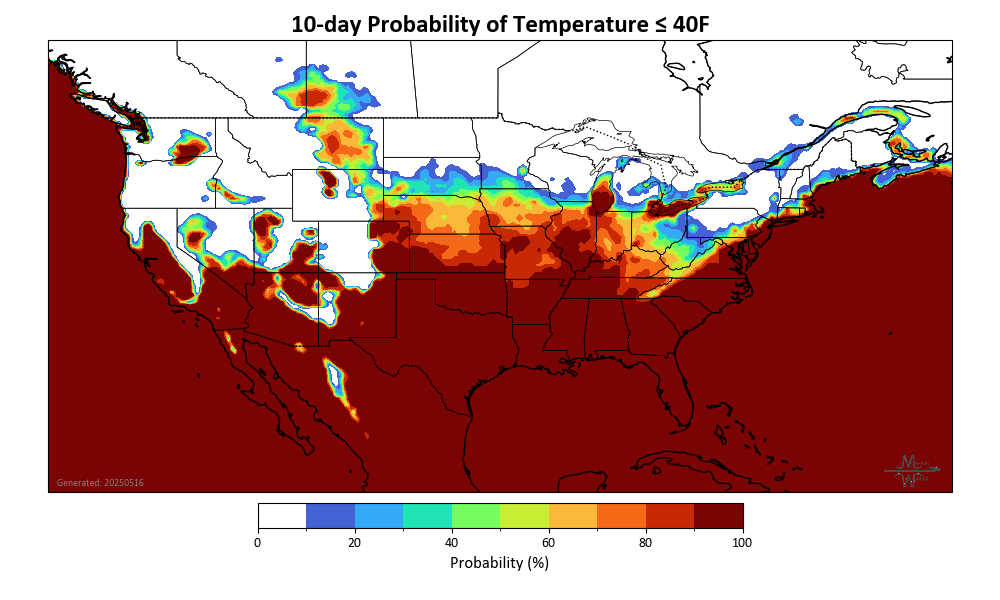 10-day Probability of Temperature ≤ 40F
Generated: 20250516
0 20 40 60 80 100
Probability (%)